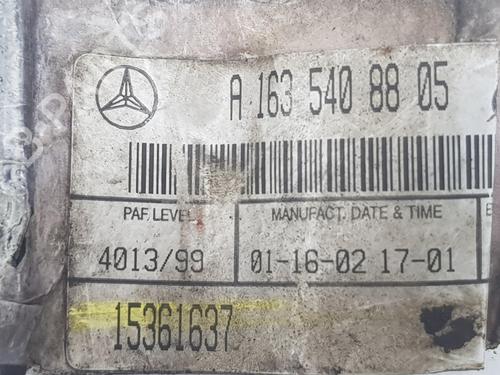 A 163 540 88 05
PAF. LEVEL
MANUFACT. DATE & TIME
4013/99
01-16-02 17-01
15361637